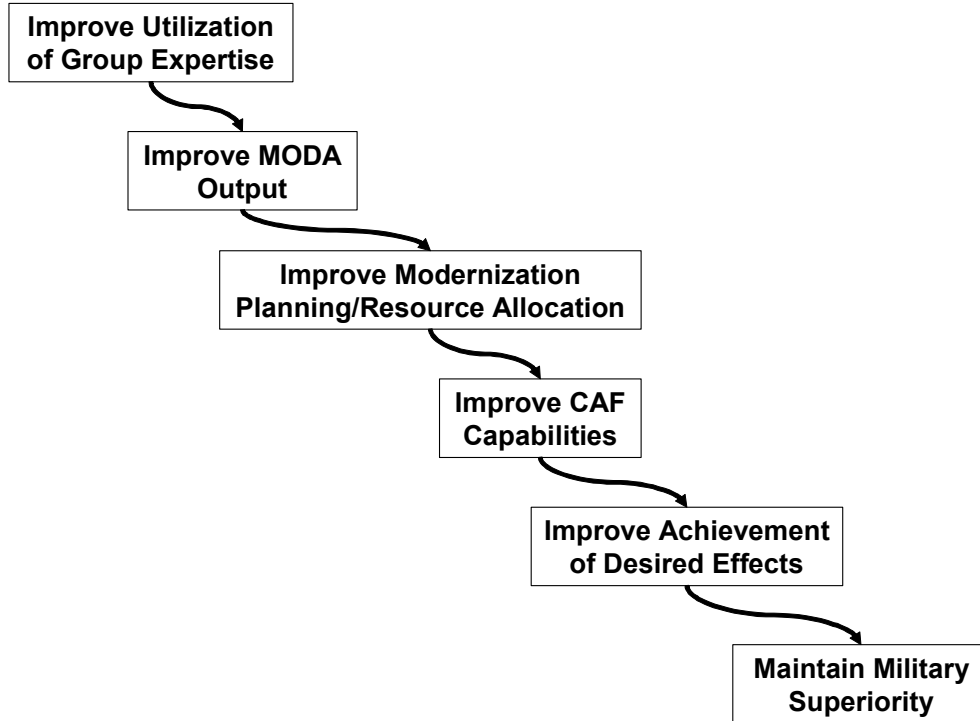 Improve Utilization
of Group Expertise
Improve MODA
Output
Improve Modernization
Planning/Resource Allocation
Improve CAF
Capabilities
Improve Achievement
of Desired Effects
Maintain Military
Superiority